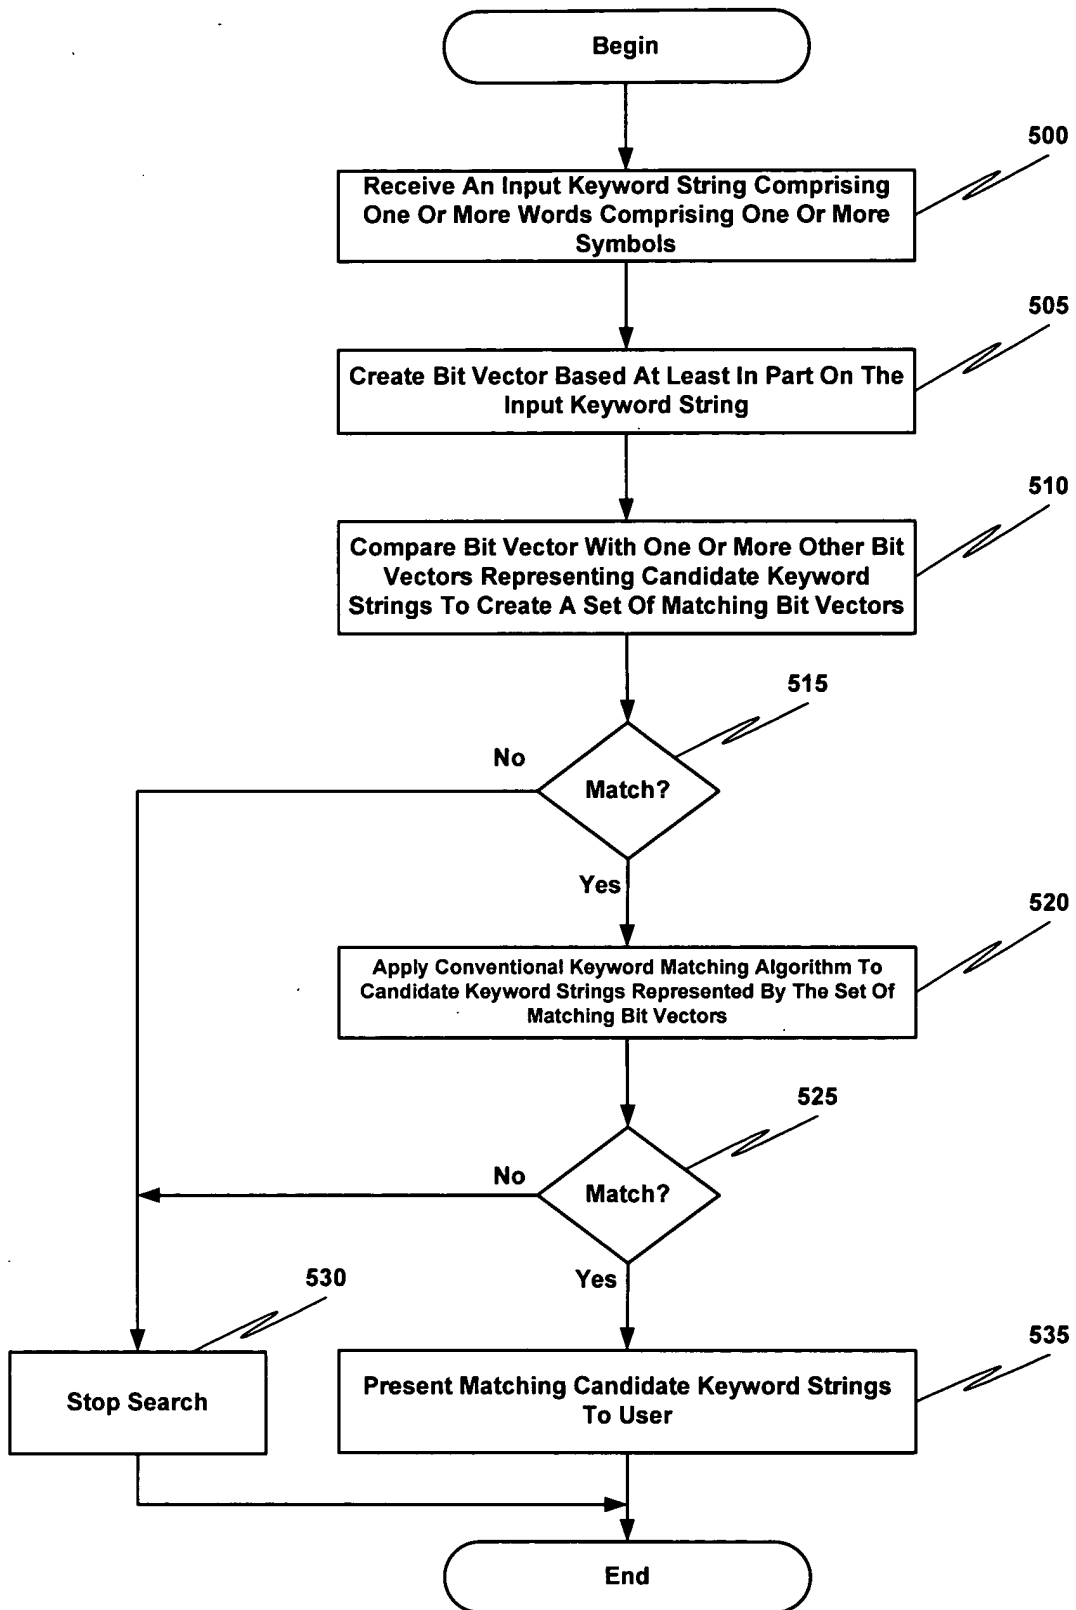 Begin
500
Receive An Input Keyword String Comprising
One Or More Words Comprising One Or More
Symbols
505
Create Bit Vector Based At Least In Part On The
Input Keyword String
510
Compare Bit Vector With One Or More Other Bit
Vectors Representing Candidate Keyword
Strings To Create A Set Of Matching Bit Vectors
515
No
Match?
Yes
520
Apply Conventional Keyword Matching Algorithm To
Candidate Keyword Strings Represented By The Set Of
Matching Bit Vectors
525
No
Match?
Yes
530
535
Stop Search
Present Matching Candidate Keyword Strings
To User
End